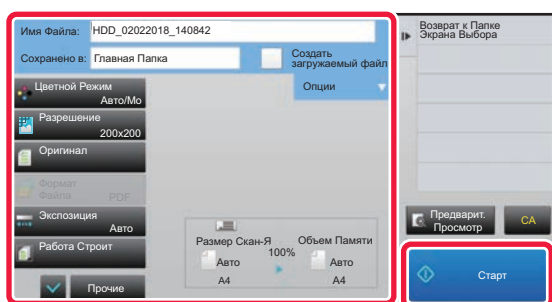 Имя Файла: HDD_02022018_140842
Сохранено в: Главная Папка
Создать
загружаемый файл
Опции
Цветной Режим
Авто/Мо
Разрешение
200x200
Оригинал
Формат
Файла
PDF
Экспозиция
Авто
Работа Строит
Прочие
Размер Скан-Я
Объем Памяти
100%
Авто
Авто
A4
A4
Возврат к Папке
Экрана Выбора
Предварит.
Просмотр
CA
Старт